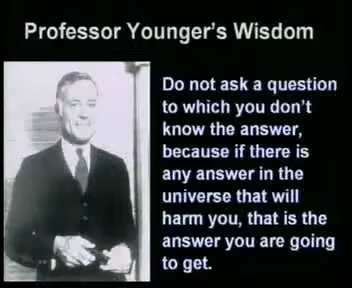 Professor Younger's Wisdom
Do not ask a question
to which you don't
know the answer,
because if there is
any answer in the
universe that will
harm you, that is the
answer you are going
to get.